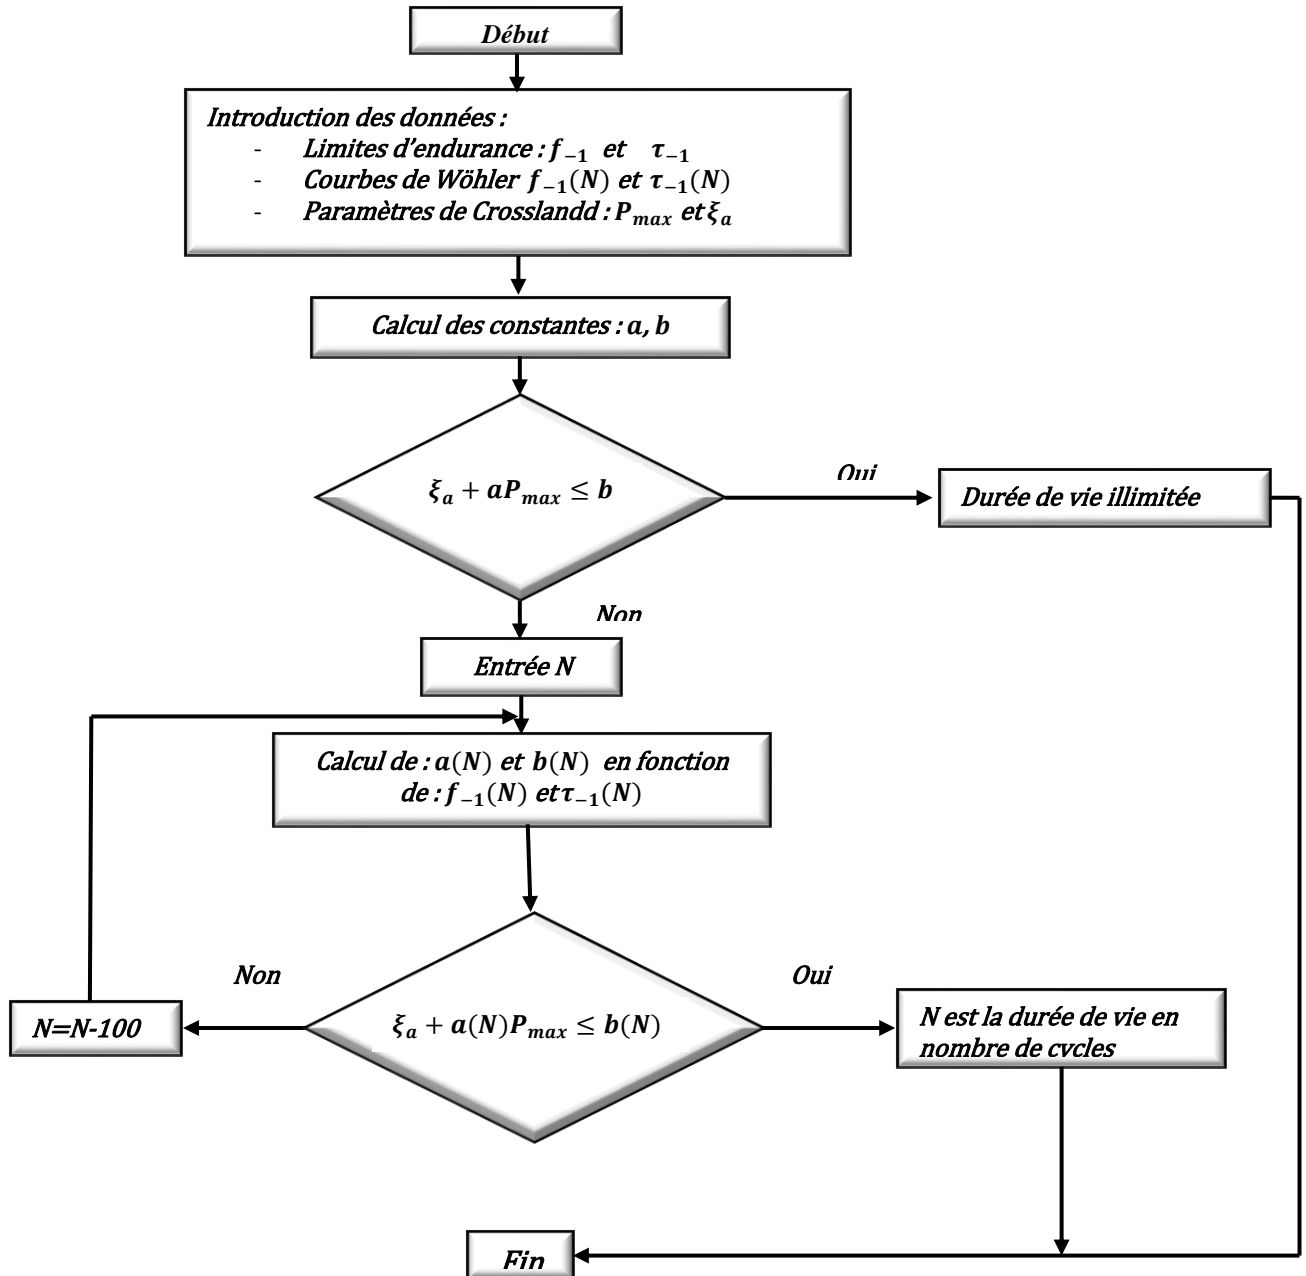 Début
Introduction des données :
- Limites d'endurance : f₋₁ et τ₋₁
- Courbes de Wöhler f₋₁(N) et τ₋₁(N)
- Paramètres de Crosslandd : Pₘₐₓ et ξₐ
Calcul des constantes : a, b
ξₐ + aPₘₐₓ ≤ b
Oui
Durée de vie illimitée
Non
Entrée N
Calcul de : a(N) et b(N) en fonction
de : f₋₁(N) et τ₋₁(N)
Non
Oui
N=N-100
ξₐ + a(N)Pₘₐₓ ≤ b(N)
N est la durée de vie en
nombre de cycles
Fin